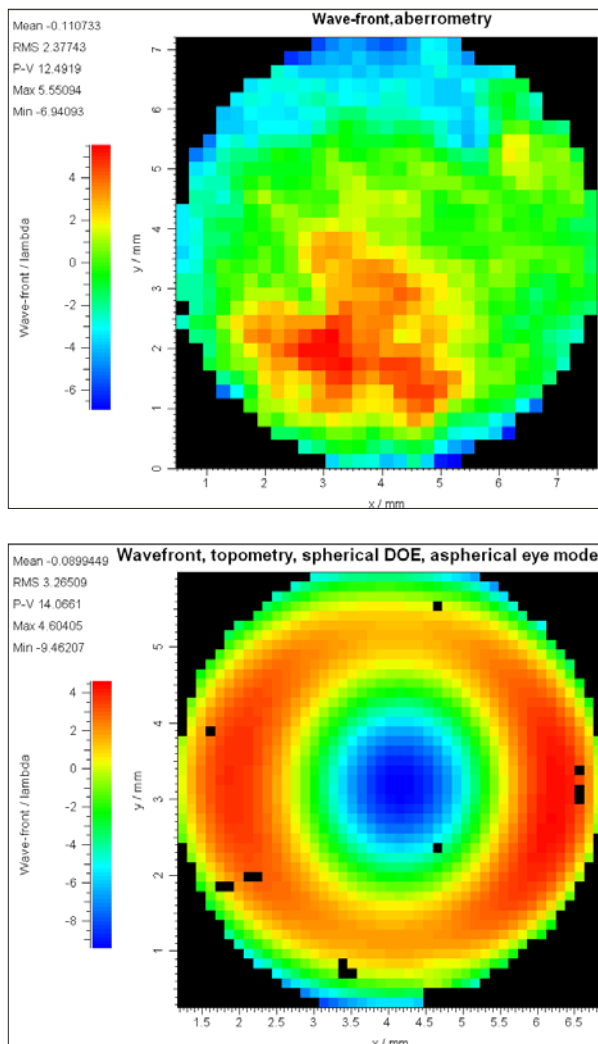 Wave-front,aberrometry
Mean -0.110733
RMS 2.37743
P-V 12.4919
Max 5.55094
Min -6.94093
Wave-front / lambda
4
2
0
-2
-4
-6
y / mm
7
6
5
4
3
2
1
0
1 2 3 4 5 6 7
x / mm
Wavefront, topometry, spherical DOE, aspherical eye mode
Mean -0.0899449
RMS 3.26509
P-V 14.0661
Max 4.60405
Min -9.46207
Wave-front / lambda
4
2
0
-2
-4
-6
-8
y / mm
5
4
3
2
1
1.5 2 2.5 3 3.5 4 4.5 5 5.5 6 6.5
x / mm